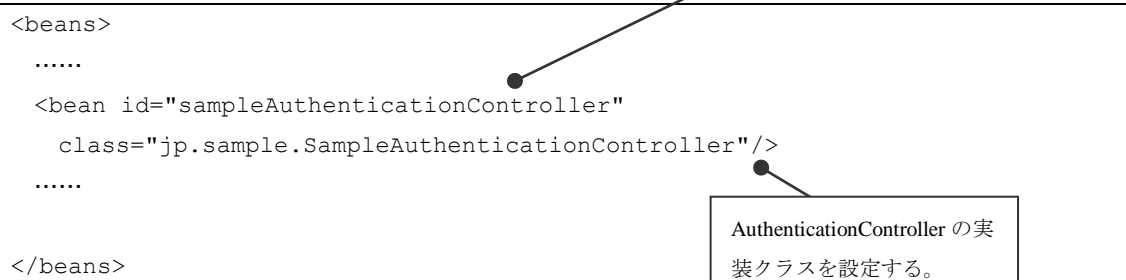 <beans>
……
<bean id="sampleAuthenticationController"
class="jp.sample.SampleAuthenticationController"/>
……
AuthenticationController の実
装クラスを設定する。
</beans>